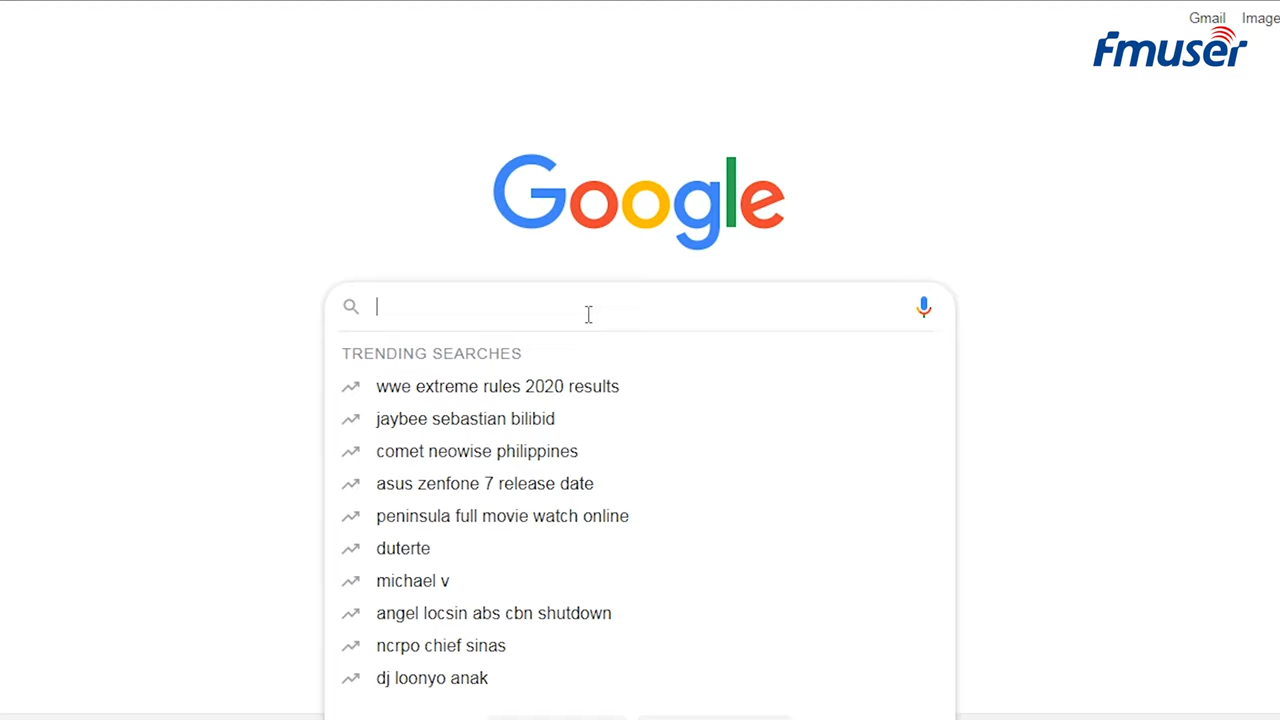 Gmail Image
Fmuser
Google
TRENDING SEARCHES
wwe extreme rules 2020 results
jaybee sebastian bilibid
comet neowise philippines
asus zenfone 7 release date
peninsula full movie watch online
duterte
michael v
angel locsin abs cbn shutdown
ncrpo chief sinas
dj loonyo anak